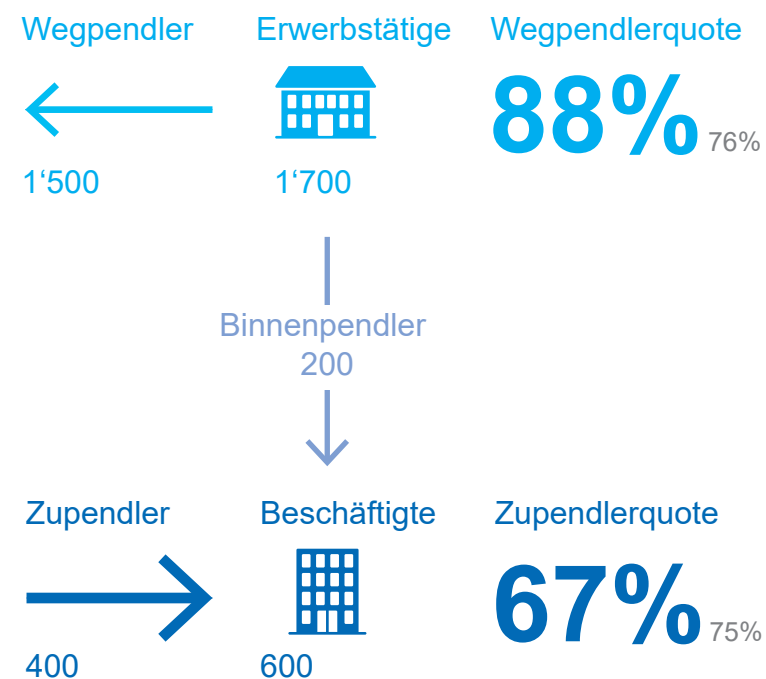 Wegpendler Erwerbstätige Wegpendlerquote
88% 76%
1‘500 1‘700
Binnenpendler
200
Zupendler Beschäftigte Zupendlerquote
67% 75%
400 600